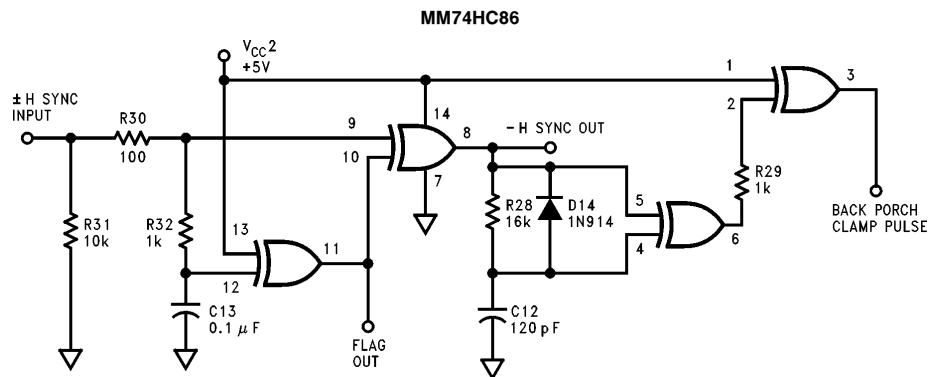 MM74HC86
VCC2
+5V
± H SYNC
INPUT
R30
100
R31
10k
R32
1k
C13
0.1 μF
13
12
11
FLAG
OUT
9
10
14
7
8
– H SYNC OUT
R28
16k
D14
1N914
C12
120 pF
5
4
6
R29
1k
1
2
3
BACK PORCH
CLAMP PULSE